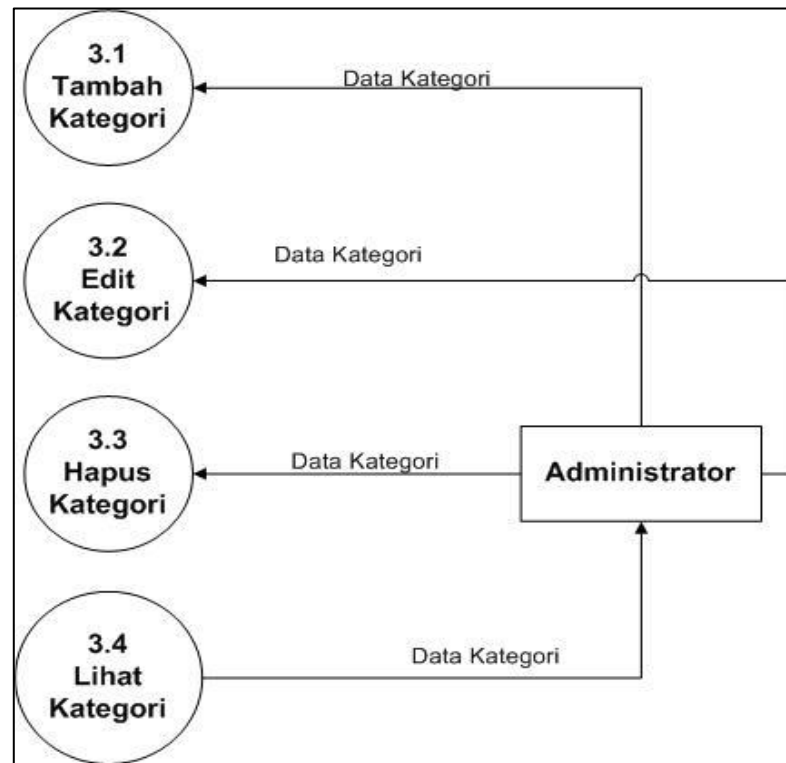 3.1
Tambah
Kategori
Data Kategori
3.2
Edit
Kategori
Data Kategori
3.3
Hapus
Kategori
Data Kategori
Administrator
3.4
Lihat
Kategori
Data Kategori